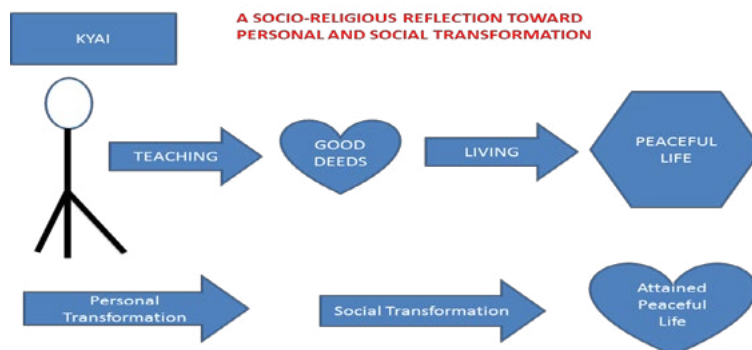 KYAI
A SOCIO-RELIGIOUS REFLECTION TOWARD
PERSONAL AND SOCIAL TRANSFORMATION
TEACHING
GOOD
DEEDS
LIVING
PEACEFUL
LIFE
Personal
Transformation
Social Transformation
Attained
Peaceful
Life